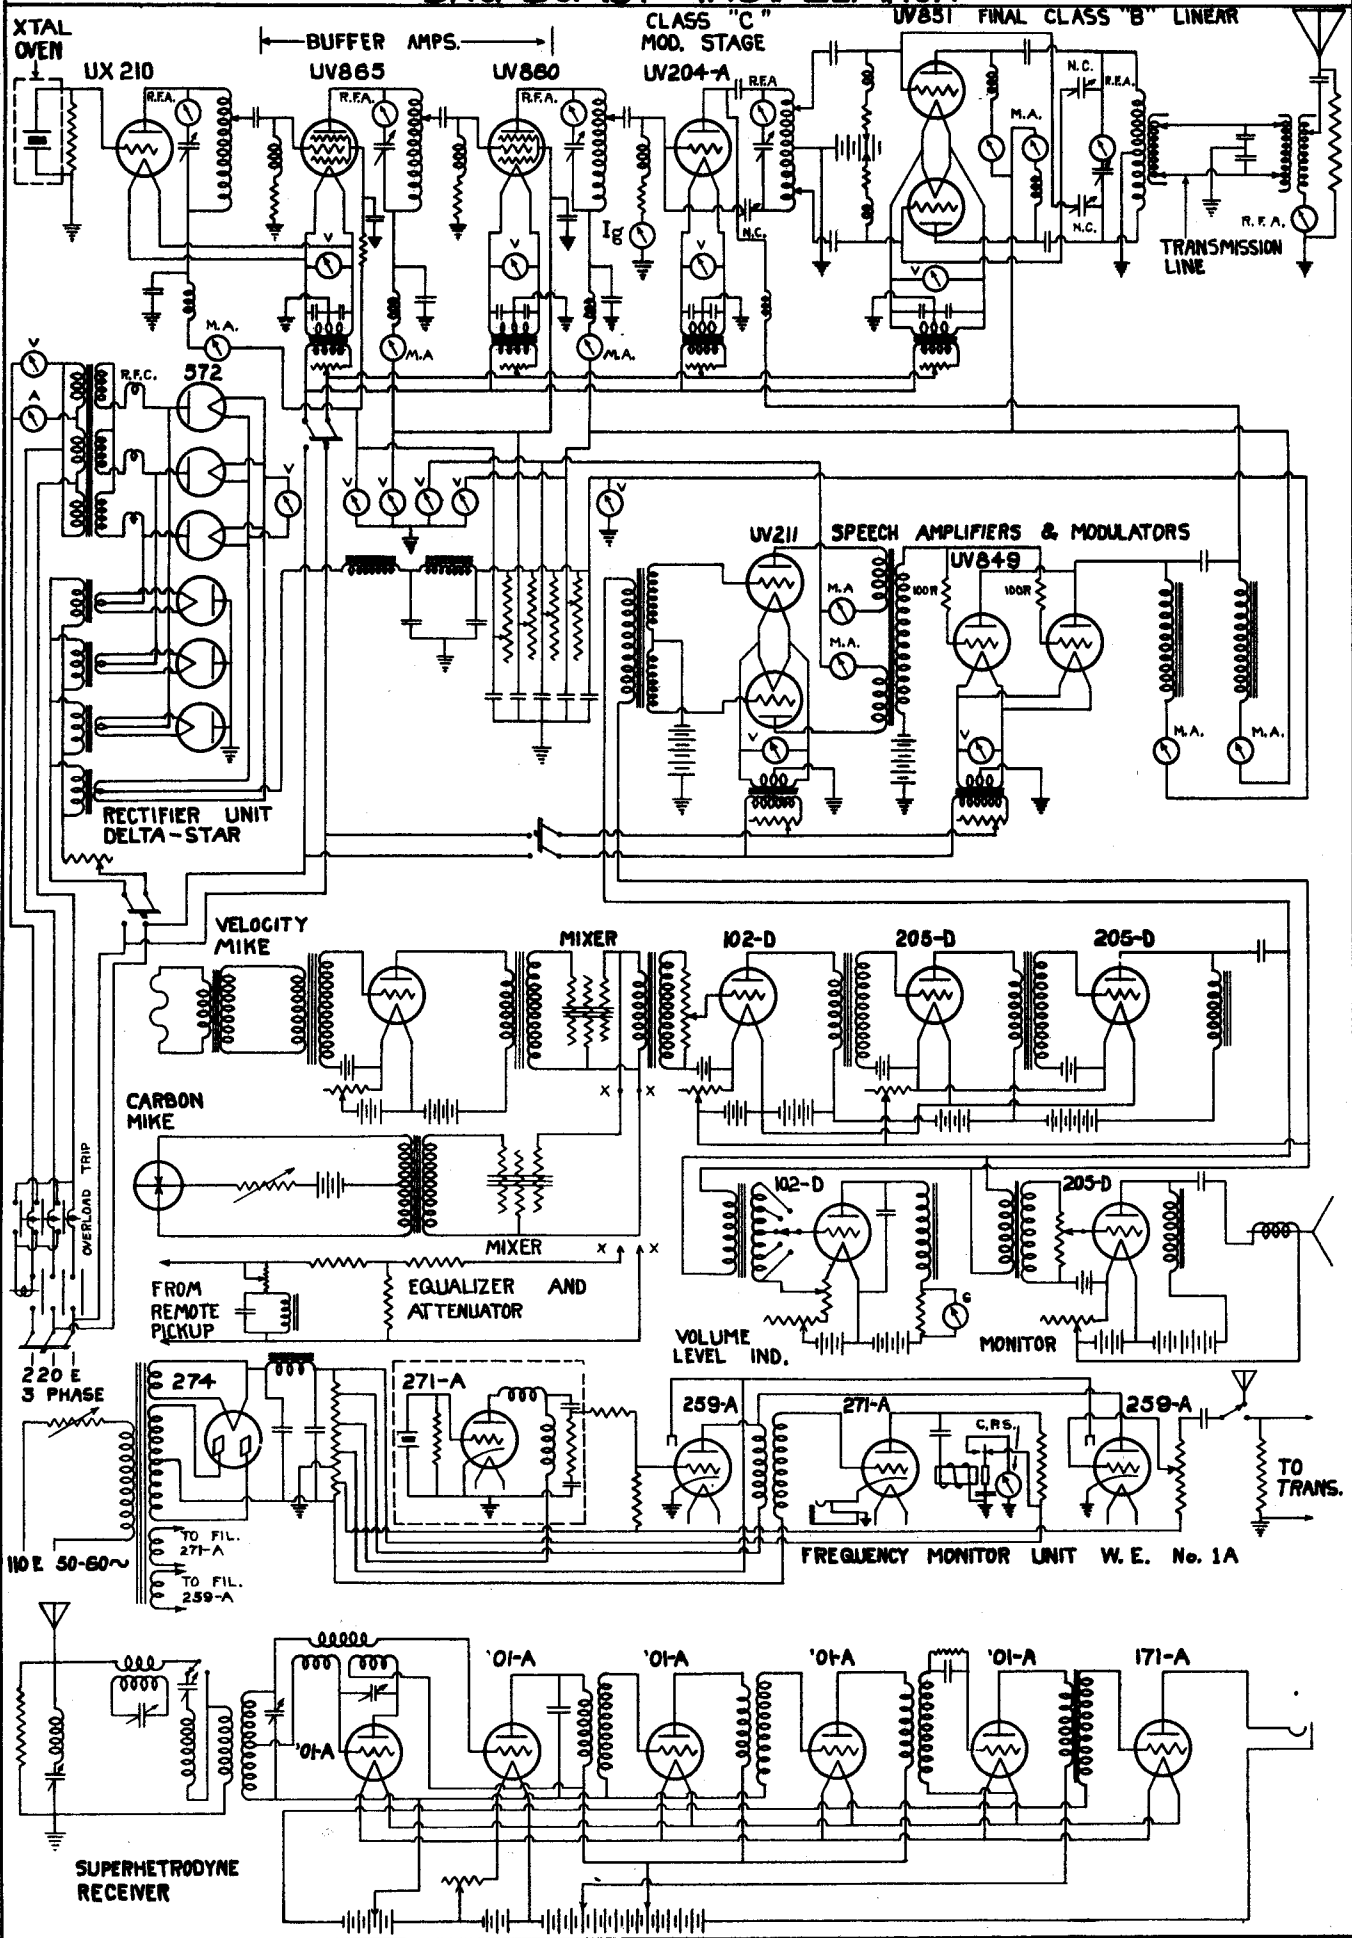 XTAL
OVEN
UX 210
BUFFER AMPS.
UV865
UV860
CLASS "C"
MOD. STAGE
UV204-A
UV851 FINAL CLASS "B" LINEAR
R.F.A.
R.F.A.
R.F.A.
R.F.A.
N.C.
R.F.A.
M.A.
V
V
Ig
V
N.C.
N.C.
V
R.F.A.
TRANSMISSION
LINE
M.A.
M.A
M.A.
V
A
R.F.C.
572
V
V
V
V
V
V
UV211
SPEECH AMPLIFIERS & MODULATORS
UV849
M.A
100R
100R
M.A.
V
V
M.A.
M.A.
RECTIFIER UNIT
DELTA-STAR
VELOCITY
MIKE
MIXER
102-D
205-D
205-D
X
X
CARBON
MIKE
OVERLOAD TRIP
MIXER
X
X
102-D
205-D
FROM
REMOTE
PICKUP
EQUALIZER AND
ATTENUATOR
G
VOLUME
LEVEL IND.
MONITOR
220 E
3 PHASE
274
271-A
259-A
271-A
C.P.S.
259-A
TO
TRANS.
TO FIL.
271-A
TO FIL.
259-A
110E 50-60~
FREQUENCY MONITOR UNIT W.E. No. 1A
'01-A
'01-A
'01-A
'01-A
'01-A
171-A
SUPERHETRODYNE
RECEIVER